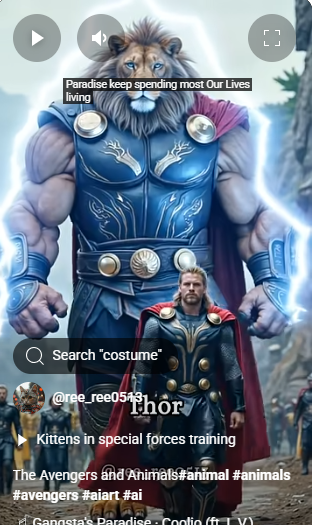 Paradise keep spending most Our Lives
living
Search "costume"
@ree_ree0513
Thor
Kittens in special forces training
The Avengers and Animals#animal #animals
#avengers #aiart #ai
Gangsta's Paradise · Coolio (ft. L.V.)